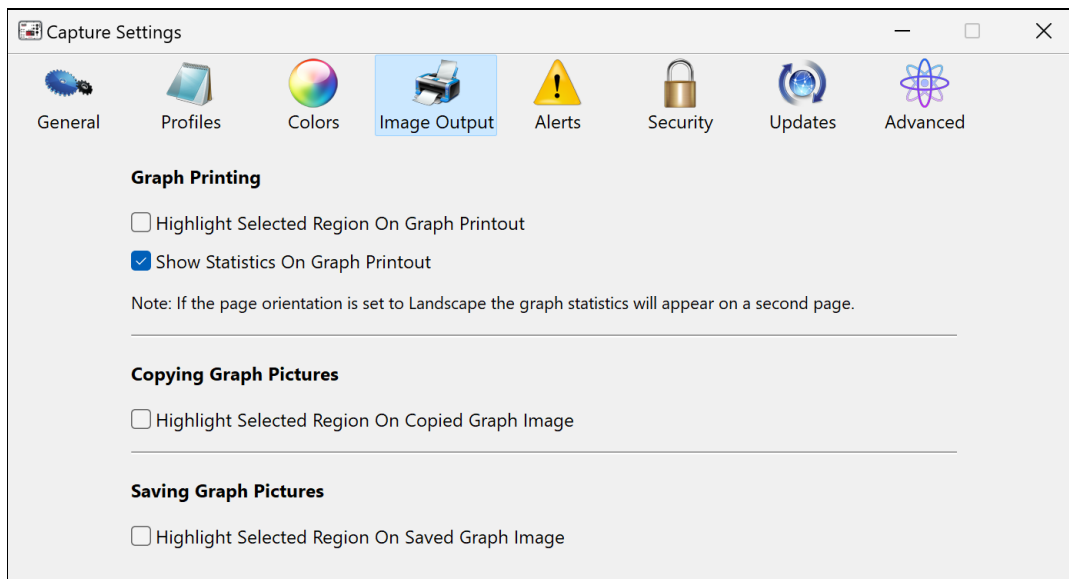 Capture Settings
General Profiles Colors Image Output Alerts Security Updates Advanced
Graph Printing
Highlight Selected Region On Graph Printout
Show Statistics On Graph Printout
Note: If the page orientation is set to Landscape the graph statistics will appear on a second page.
Copying Graph Pictures
Highlight Selected Region On Copied Graph Image
Saving Graph Pictures
Highlight Selected Region On Saved Graph Image